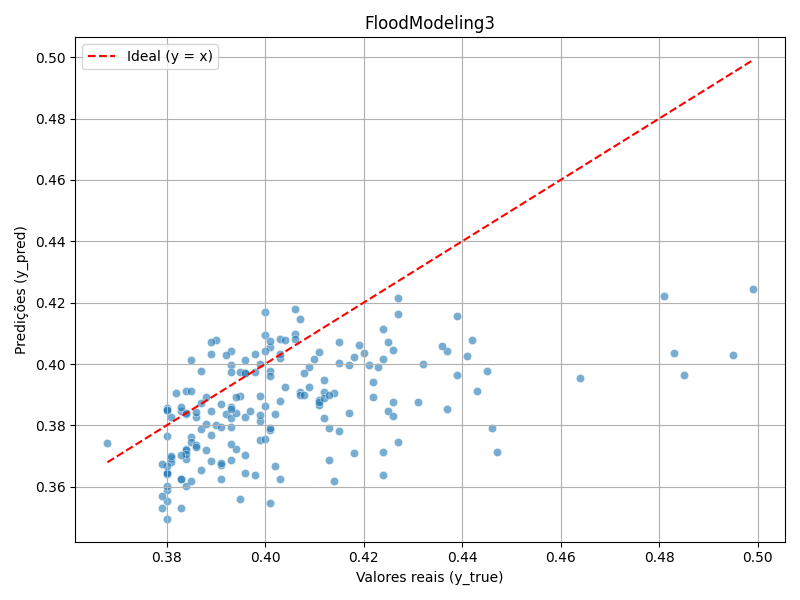 FloodModeling3
Ideal (y = x)
0.50
0.48
0.46
0.44
0.42
0.40
0.38
0.36
Predições (y_pred)
0.38 0.40 0.42 0.44 0.46 0.48 0.50
Valores reais (y_true)